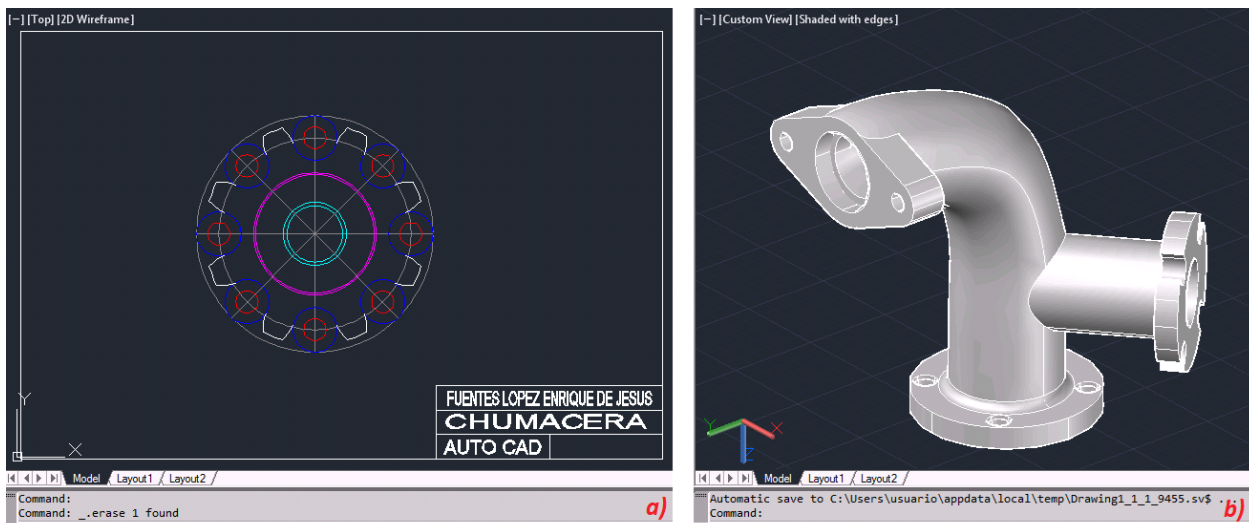 [−] [Top] [2D Wireframe]
Y
X
FUENTES LOPEZ ENRIQUE DE JESUS
CHUMACERA
AUTO CAD
Model Layout1 Layout2
Command:
Command: _.erase 1 found
a)
[−] [Custom View] [Shaded with edges]
Y
X
Z
Model Layout1 Layout2
Automatic save to C:\Users\usuario\appdata\local\temp\Drawing1_1_1_9455.sv$ ...
Command:
b)